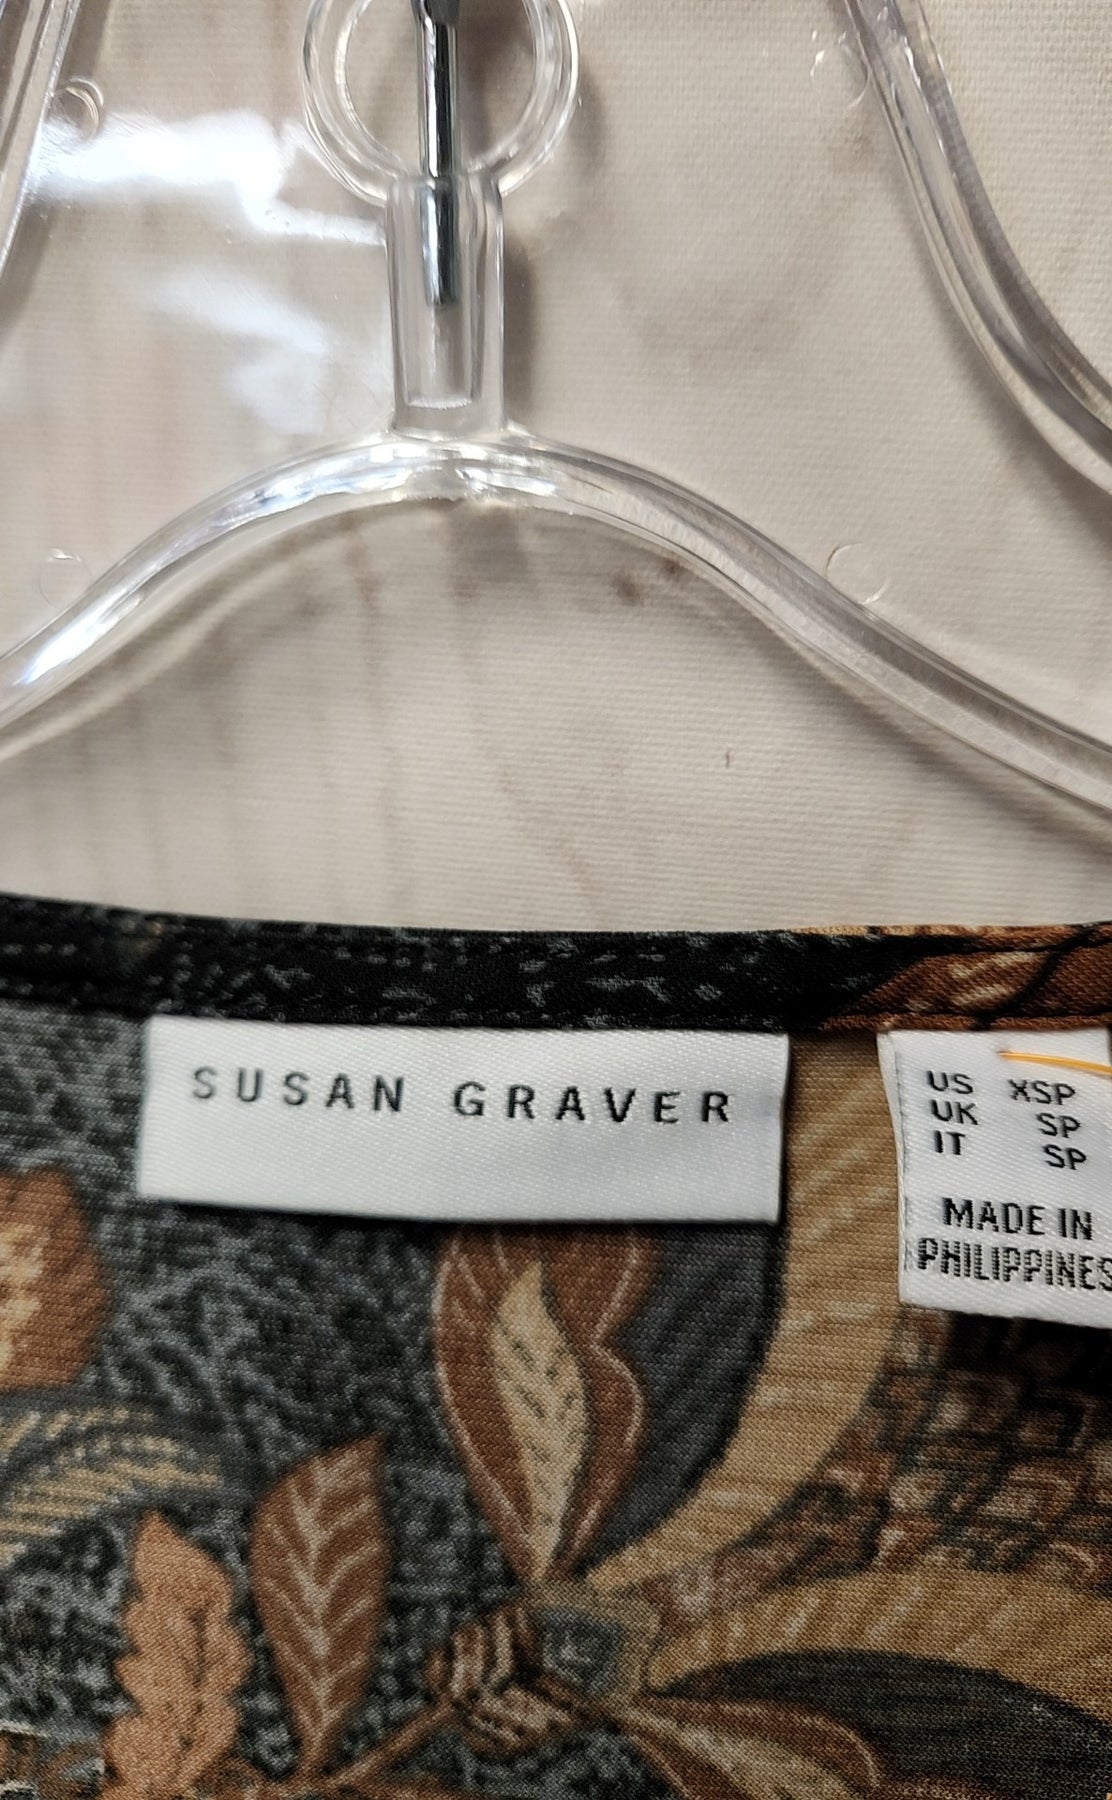 SUSAN GRAVER
US XSP
UK SP
IT SP
MADE IN
PHILIPPINES